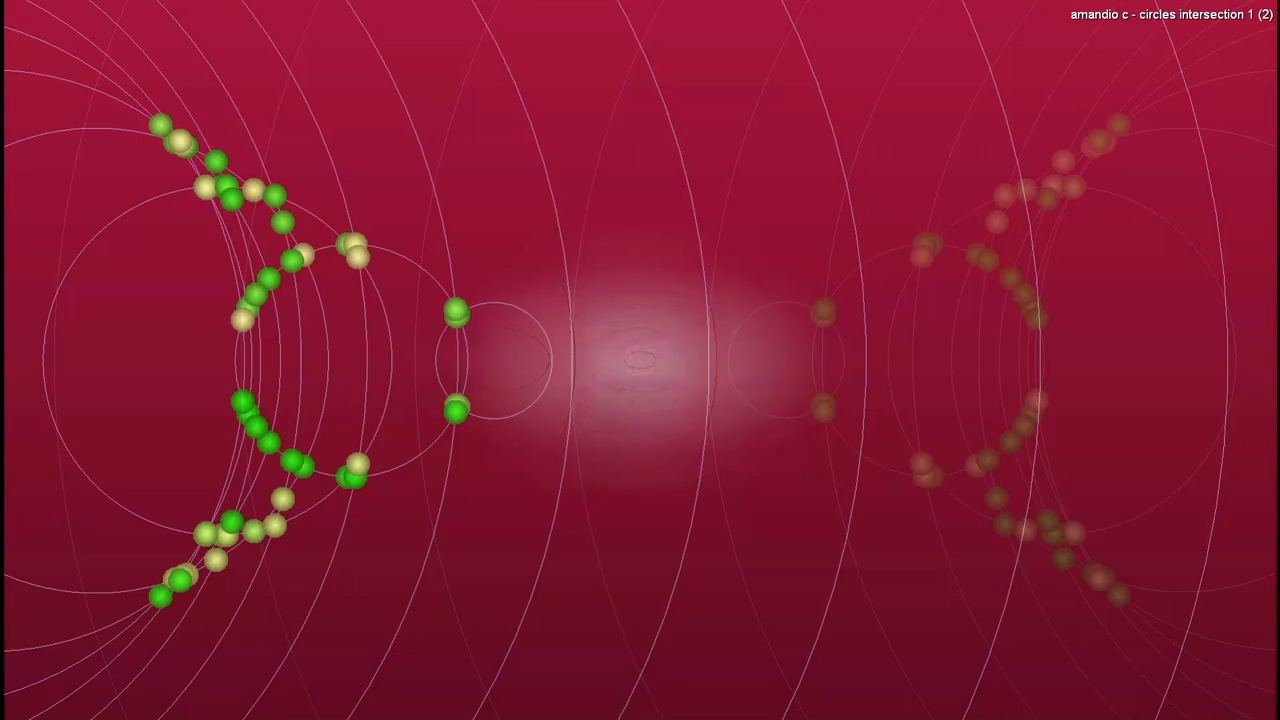 amandio c - circles intersection 1 (2)